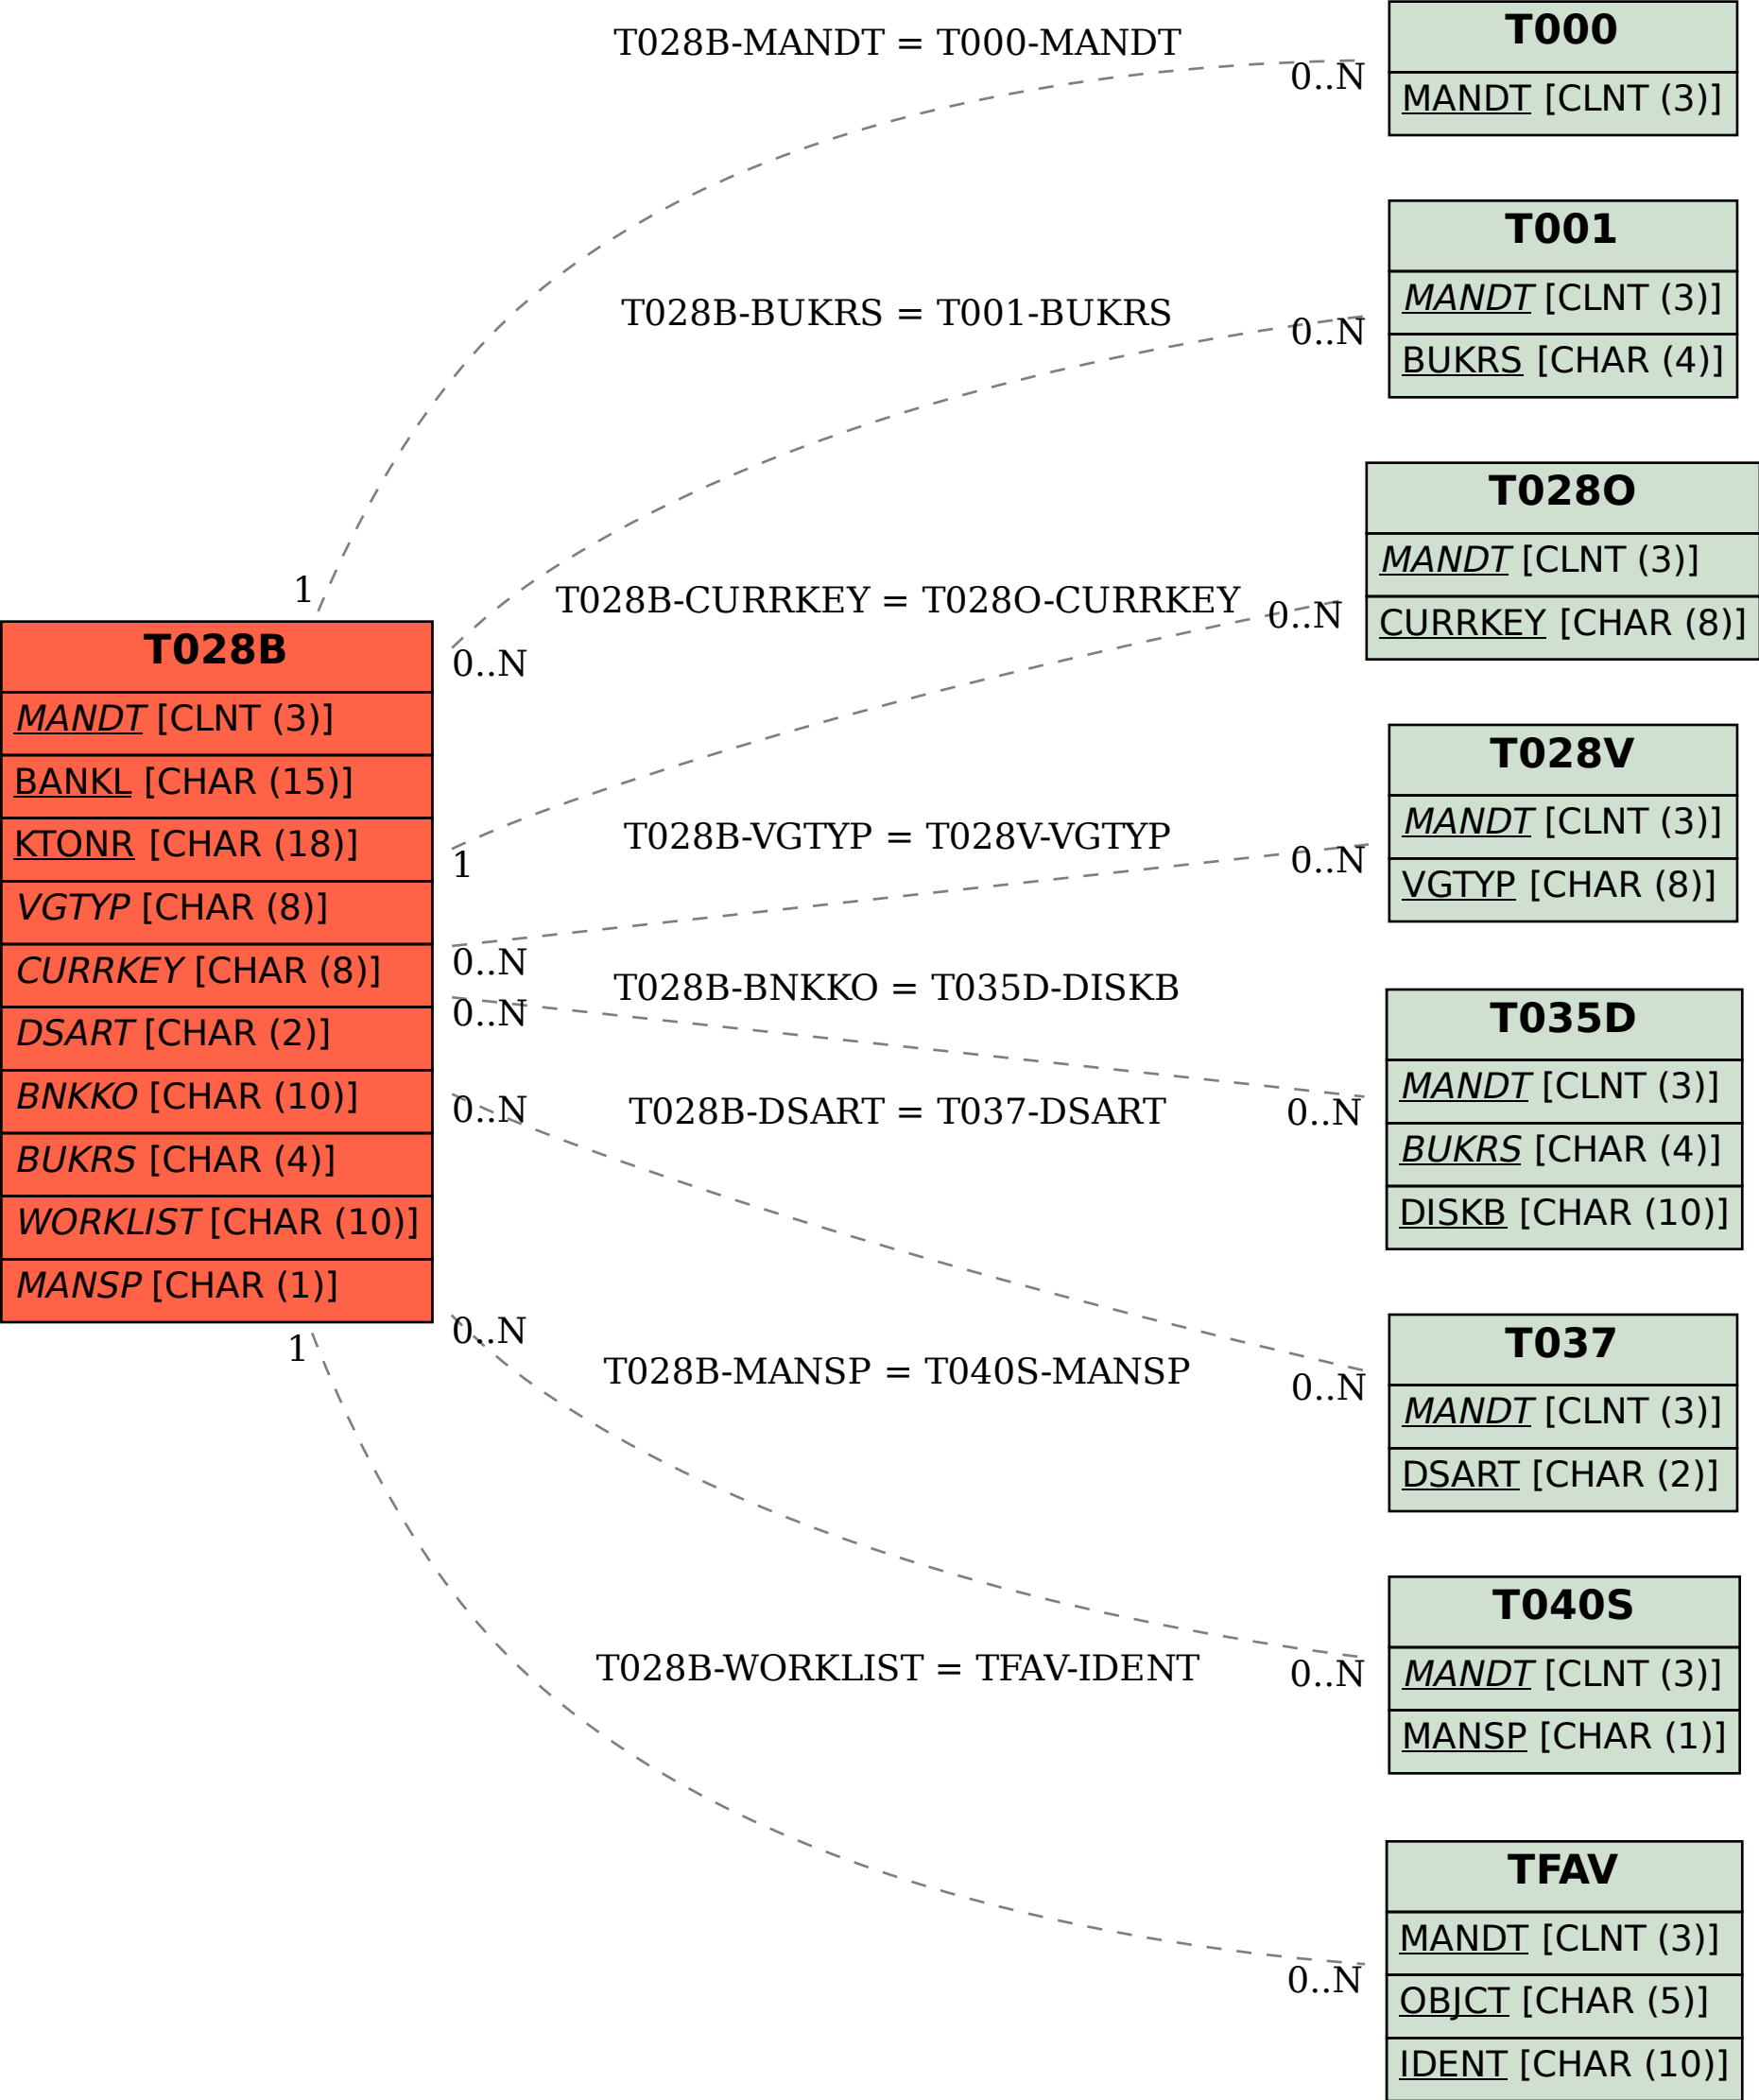 T028B-MANDT = T000-MANDT
0..N
T000
MANDT [CLNT (3)]
T028B-BUKRS = T001-BUKRS
0..N
T001
MANDT [CLNT (3)]
BUKRS [CHAR (4)]
T028B-CURRKEY = T028O-CURRKEY
0..N
T028O
MANDT [CLNT (3)]
CURRKEY [CHAR (8)]
1
0..N
T028B
MANDT [CLNT (3)]
BANKL [CHAR (15)]
KTONR [CHAR (18)]
VGTYP [CHAR (8)]
CURRKEY [CHAR (8)]
DSART [CHAR (2)]
BNKKO [CHAR (10)]
BUKRS [CHAR (4)]
WORKLIST [CHAR (10)]
MANSP [CHAR (1)]
1
1
T028B-VGTYP = T028V-VGTYP
0..N
0..N
T028V
MANDT [CLNT (3)]
VGTYP [CHAR (8)]
T028B-BNKKO = T035D-DISKB
0..N
0..N
T035D
MANDT [CLNT (3)]
BUKRS [CHAR (4)]
DISKB [CHAR (10)]
0..N
T028B-DSART = T037-DSART
0..N
T037
MANDT [CLNT (3)]
DSART [CHAR (2)]
0..N
T028B-MANSP = T040S-MANSP
0..N
T040S
MANDT [CLNT (3)]
MANSP [CHAR (1)]
T028B-WORKLIST = TFAV-IDENT
0..N
TFAV
MANDT [CLNT (3)]
OBJCT [CHAR (5)]
IDENT [CHAR (10)]